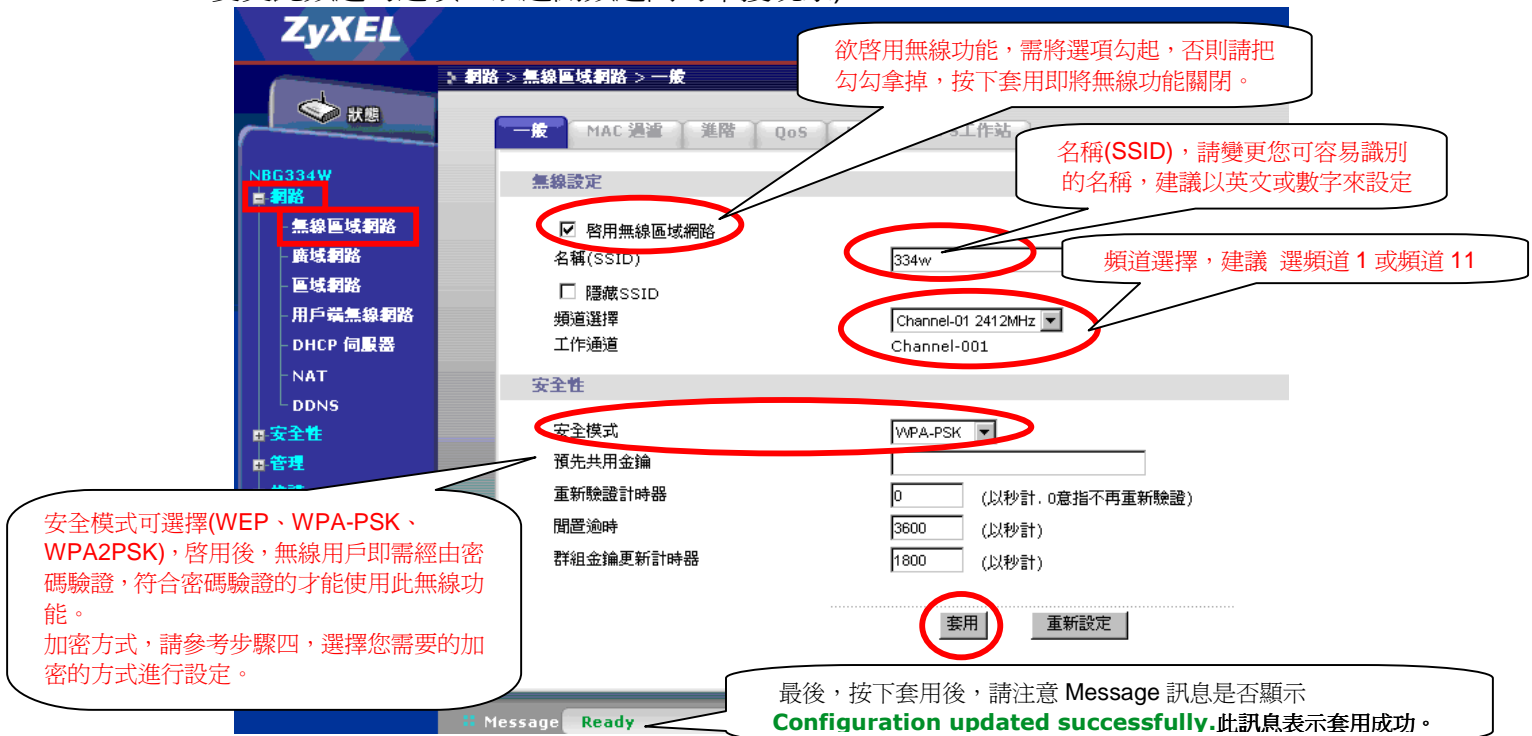 ZyXEL
欲啓用無線功能，需將選項勾起，否則請把
勾勾拿掉，按下套用即將無線功能關閉。
網路 > 無線區域網路 > 一般
狀態
一般
MAC 過濾
進階
QoS
工作站
名稱(SSID)，請變更您可容易識別
的名稱，建議以英文或數字來設定
NBG334W
網路
無線區域網路
廣域網路
區域網路
用戶端無線網路
DHCP 伺服器
NAT
DDNS
安全性
管理
無線設定
啓用無線區域網路
名稱(SSID)
334w
隱藏SSID
頻道選擇
Channel-01 2412MHz
工作通道
Channel-001
頻道選擇，建議 選頻道 1 或頻道 11
安全性
安全模式
WPA-PSK
預先共用金鑰
重新驗證計時器
0
(以秒計. 0意指不再重新驗證)
閒置逾時
3600
(以秒計)
群組金鑰更新計時器
1800
(以秒計)
套用
重新設定
安全模式可選擇(WEP、WPA-PSK、
WPA2PSK)，啓用後，無線用戶即需經由密
碼驗證，符合密碼驗證的才能使用此無線功
能。
加密方式，請參考步驟四，選擇您需要的加
密的方式進行設定。
最後，按下套用後，請注意 Message 訊息是否顯示
Configuration updated successfully.此訊息表示套用成功。
Message
Ready